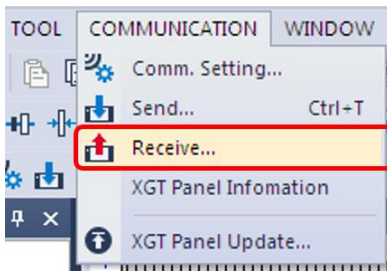 TOOL COMMUNICATION WINDOW
Comm. Setting...
Send... Ctrl+T
Receive...
XGT Panel Infomation
XGT Panel Update...